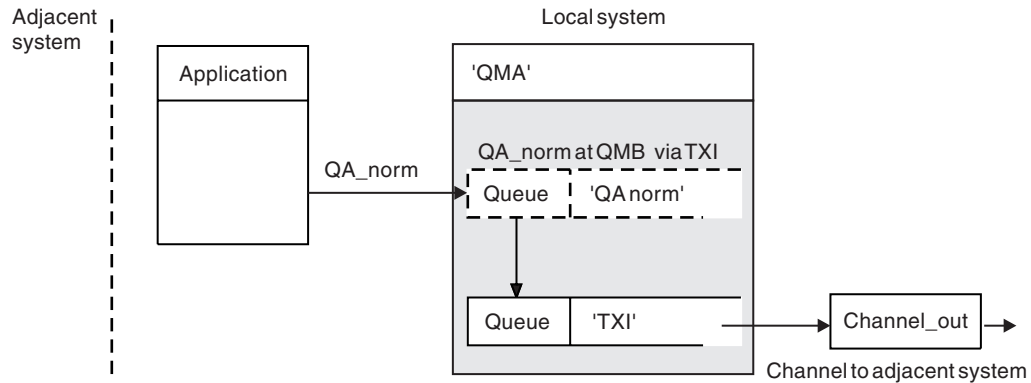 Adjacent
system
Local system
Application
'QMA'
QA_norm at QMB via TXI
QA_norm
Queue
'QA norm'
Queue
'TXI'
Channel_out
Channel to adjacent system